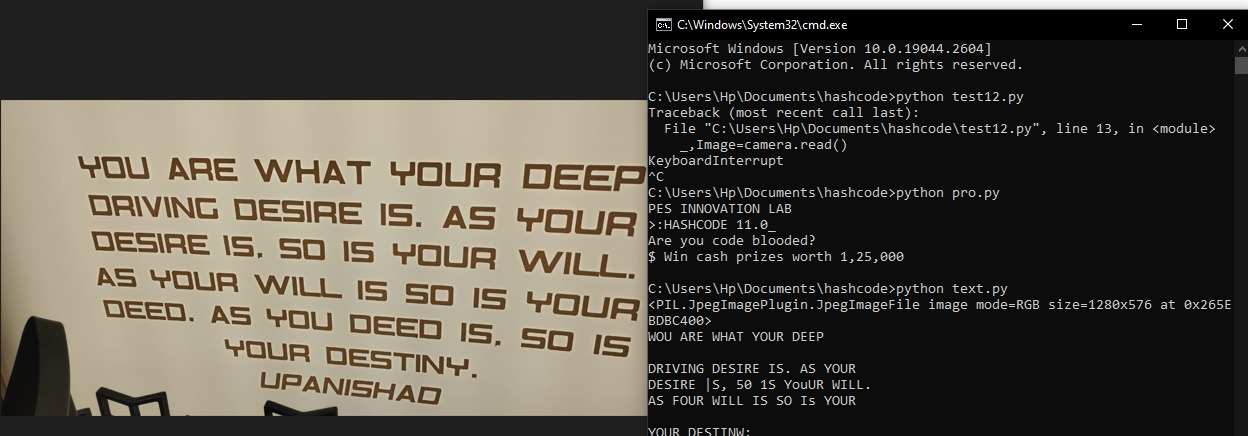 YOU ARE WHAT YOUR DEEP
DRIVING DESIRE IS. AS YOUR
DESIRE IS, SO IS YOUR WILL.
AS YOUR WILL IS SO IS YOUR
DEED. AS YOU DEED IS, SO IS
YOUR DESTINY.
UPANISHAD
C:\Windows\System32\cmd.exe
Microsoft Windows [Version 10.0.19044.2604]
(c) Microsoft Corporation. All rights reserved.
C:\Users\Hp\Documents\hashcode>python test12.py
Traceback (most recent call last):
File "C:\Users\Hp\Documents\hashcode\test12.py", line 13, in <module>
_,Image=camera.read()
KeyboardInterrupt
^C
C:\Users\Hp\Documents\hashcode>python pro.py
PES INNOVATION LAB
>:HASHCODE 11.0_
Are you code blooded?
$ Win cash prizes worth 1,25,000
C:\Users\Hp\Documents\hashcode>python text.py
<PIL.JpegImagePlugin.JpegImageFile image mode=RGB size=1280x576 at 0x265E
BDBC400>
WOU ARE WHAT YOUR DEEP
DRIVING DESIRE IS. AS YOUR
DESIRE |S, 50 1S YouUR WILL.
AS FOUR WILL IS SO Is YOUR
YOUR DESTINW: